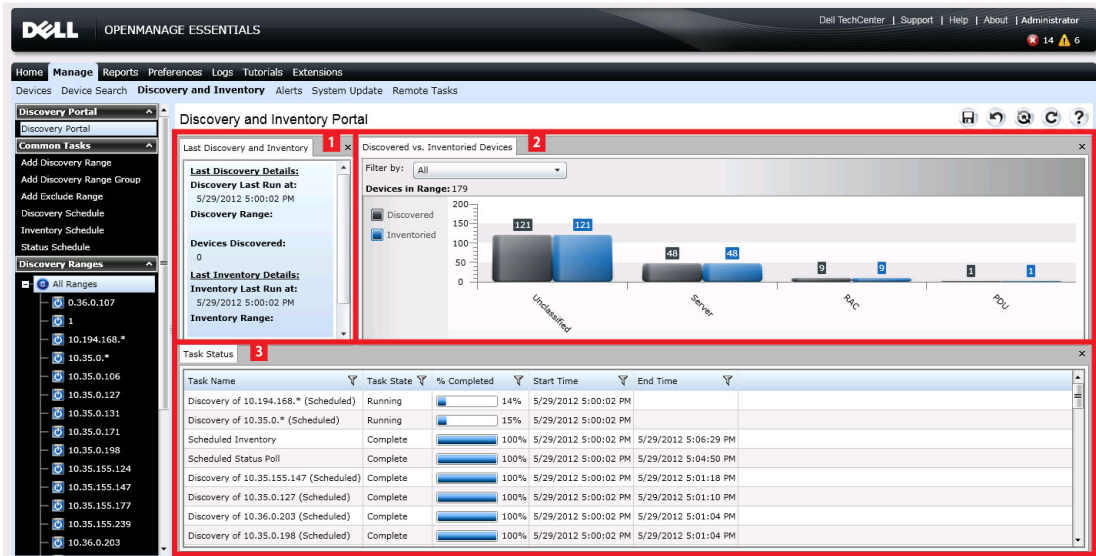 DELL OPENMANAGE ESSENTIALS
Dell TechCenter | Support | Help | About | Administrator
14 6
Home Manage Reports Preferences Logs Tutorials Extensions
Devices Device Search Discovery and Inventory Alerts System Update Remote Tasks
Discovery Portal
Discovery Portal
Common Tasks
Add Discovery Range
Add Discovery Range Group
Add Exclude Range
Discovery Schedule
Inventory Schedule
Status Schedule
Discovery Ranges
All Ranges
0.36.0.107
1
10.194.168.*
10.35.0.*
10.35.0.106
10.35.0.127
10.35.0.131
10.35.0.171
10.35.0.198
10.35.155.124
10.35.155.147
10.35.155.177
10.35.155.239
10.36.0.203
Discovery and Inventory Portal
?
Last Discovery and Inventory 1 x
Last Discovery Details:
Discovery Last Run at:
5/29/2012 5:00:02 PM
Discovery Range:
Devices Discovered:
0
Last Inventory Details:
Inventory Last Run at:
5/29/2012 5:00:02 PM
Inventory Range:
Discovered vs. Inventoried Devices 2 x
Filter by: All
Devices in Range: 179
Discovered
Inventoried
200
150
100
50
0
121 121
48 48
9 9
1 1
Unclassified Server RAC PDU
Task Status 3 x
Task Name Task State % Completed Start Time End Time
Discovery of 10.194.168.* (Scheduled) Running 14% 5/29/2012 5:00:02 PM
Discovery of 10.35.0.* (Scheduled) Running 15% 5/29/2012 5:00:02 PM
Scheduled Inventory Complete 100% 5/29/2012 5:00:02 PM 5/29/2012 5:06:29 PM
Scheduled Status Poll Complete 100% 5/29/2012 5:00:02 PM 5/29/2012 5:04:50 PM
Discovery of 10.35.155.147 (Scheduled) Complete 100% 5/29/2012 5:00:02 PM 5/29/2012 5:01:18 PM
Discovery of 10.35.0.127 (Scheduled) Complete 100% 5/29/2012 5:00:02 PM 5/29/2012 5:01:10 PM
Discovery of 10.36.0.203 (Scheduled) Complete 100% 5/29/2012 5:00:02 PM 5/29/2012 5:01:04 PM
Discovery of 10.35.0.198 (Scheduled) Complete 100% 5/29/2012 5:00:02 PM 5/29/2012 5:01:04 PM